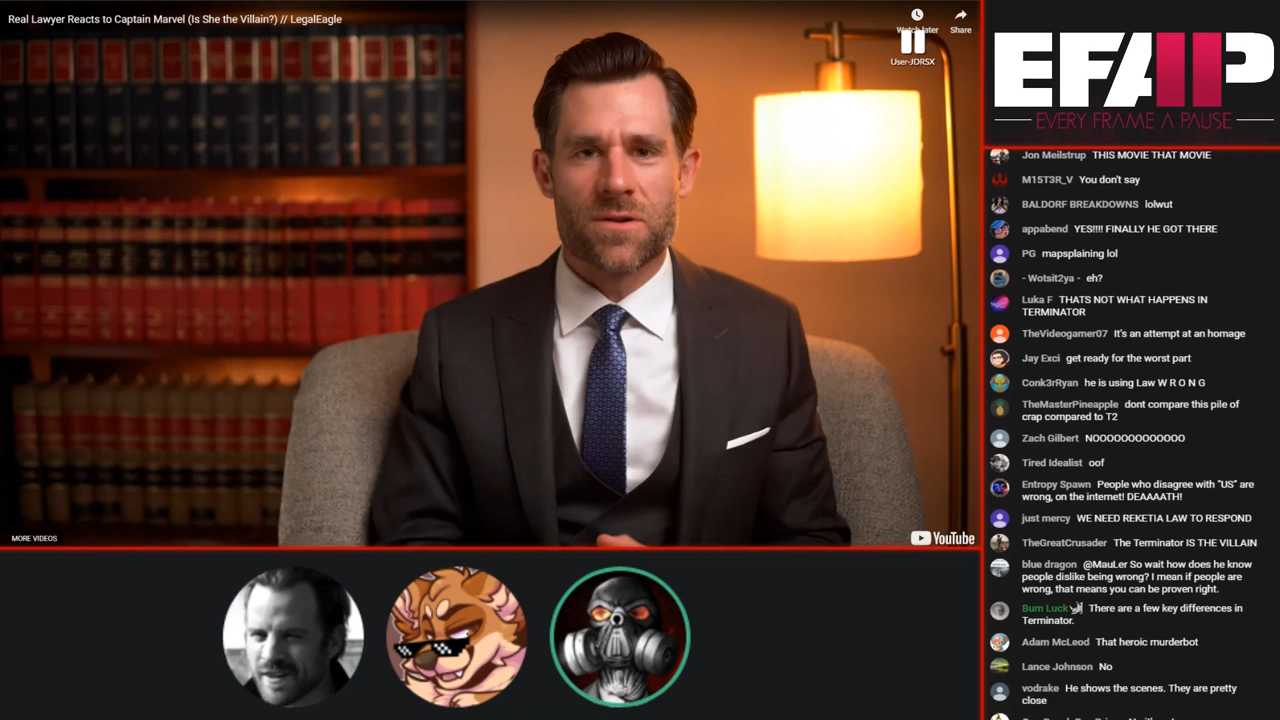 Real Lawyer Reacts to Captain Marvel (Is She the Villain?) // LegalEagle
Watch later
Share
User-JDRSX
MORE VIDEOS
YouTube
EFAP
EVERY FRAME A PAUSE
Jon Meilstrup THIS MOVIE THAT MOVIE
M15T3R_V You don't say
BALDORF BREAKDOWNS lolwut
appabend YES!!!! FINALLY HE GOT THERE
PG mapsplaining lol
- Wotsit2ya - eh?
Luka F THATS NOT WHAT HAPPENS IN
TERMINATOR
TheVideogamer07 It's an attempt at an homage
Jay Exci get ready for the worst part
Conk3rRyan he is using Law W R O N G
TheMasterPineapple dont compare this pile of
crap compared to T2
Zach Gilbert NOOOOOOOOOOOOO
Tired Idealist oof
Entropy Spawn People who disagree with "US" are
wrong, on the internet! DEAAAATH!
just mercy WE NEED REKETIA LAW TO RESPOND
TheGreatCrusader The Terminator IS THE VILLAIN
blue dragon @MauLer So wait how does he know
people dislike being wrong? I mean if people are
wrong, that means you can be proven right.
Bum Luck There are a few key differences in
Terminator.
Adam McLeod That heroic murderbot
Lance Johnson No
vodrake He shows the scenes. They are pretty
close